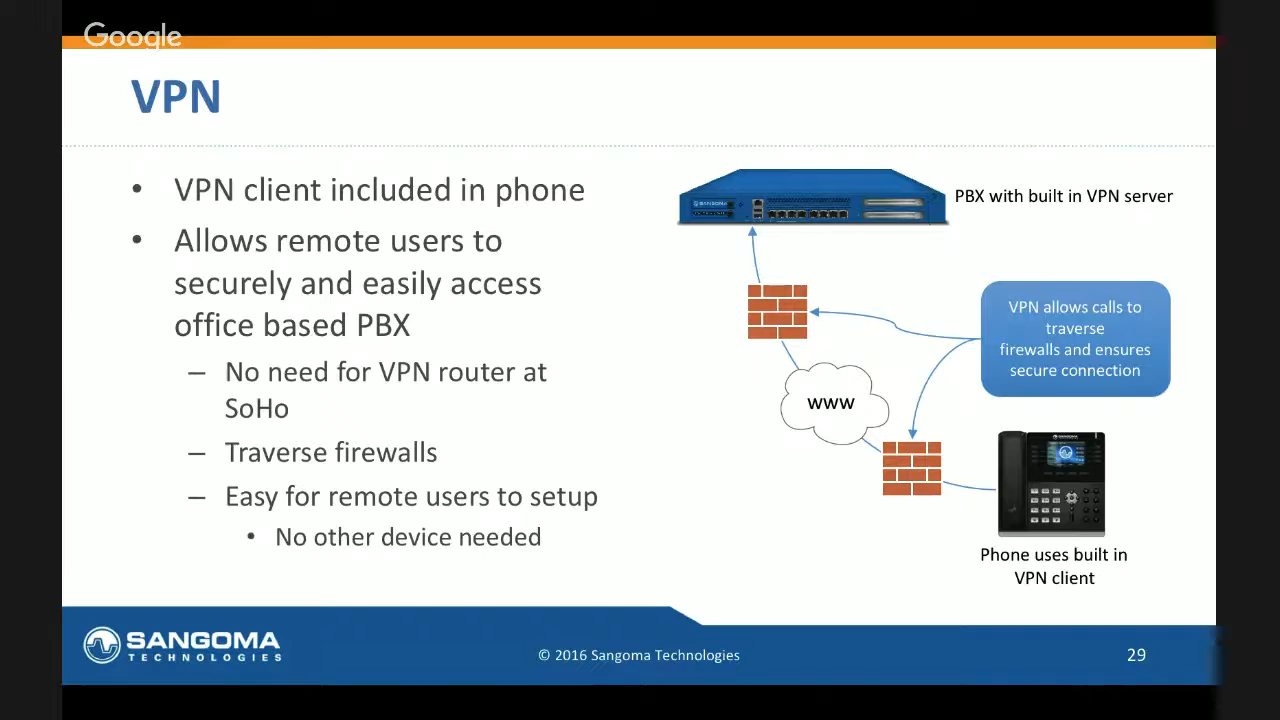 Google
VPN
• VPN client included in phone
• Allows remote users to
securely and easily access
office based PBX
– No need for VPN router at
SoHo
– Traverse firewalls
– Easy for remote users to setup
• No other device needed
SANGOMA
PBX with built in VPN server
VPN allows calls to
traverse
firewalls and ensures
secure connection
www
SANGOMA
Phone uses built in
VPN client
SANGOMA
TECHNOLOGIES
© 2016 Sangoma Technologies
29